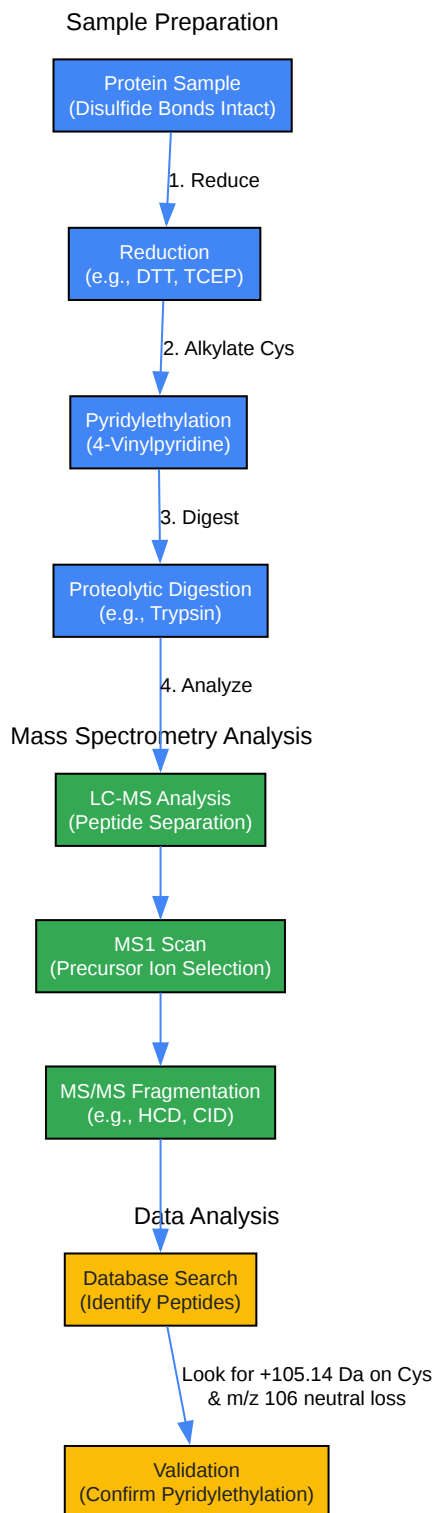 Sample Preparation
Protein Sample
(Disulfide Bonds Intact)
1. Reduce
Reduction
(e.g., DTT, TCEP)
2. Alkylate Cys
Pyridylethylation
(4-Vinylpyridine)
3. Digest
Proteolytic Digestion
(e.g., Trypsin)
4. Analyze
Mass Spectrometry Analysis
LC-MS Analysis
(Peptide Separation)
MS1 Scan
(Precursor Ion Selection)
MS/MS Fragmentation
(e.g., HCD, CID)
Data Analysis
Database Search
(Identify Peptides)
Look for +105.14 Da on Cys
& m/z 106 neutral loss
Validation
(Confirm Pyridylethylation)